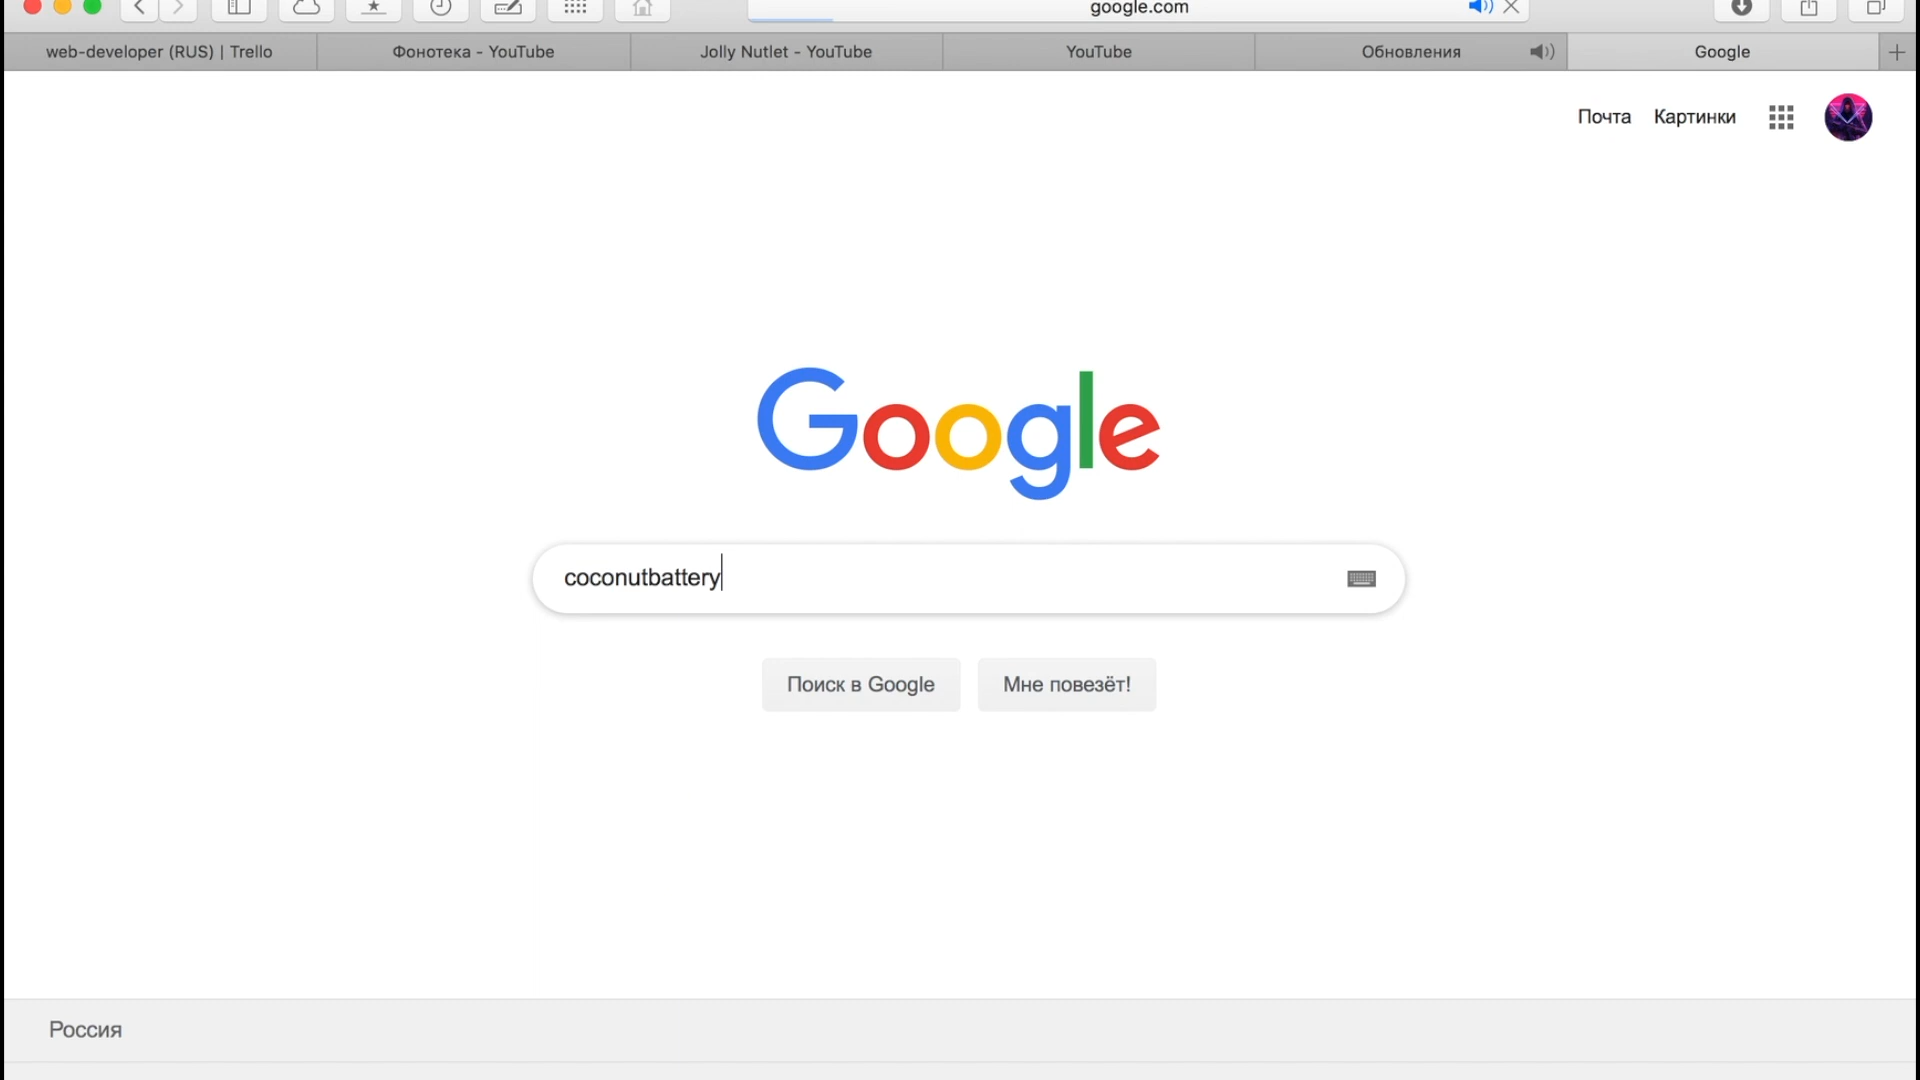 google.com
web-developer (RUS) | Trello
Фонотека - YouTube
Jolly Nutlet - YouTube
YouTube
Обновления
Google
Почта
Картинки
Google
coconutbattery
Поиск в Google
Мне повезёт!
Россия